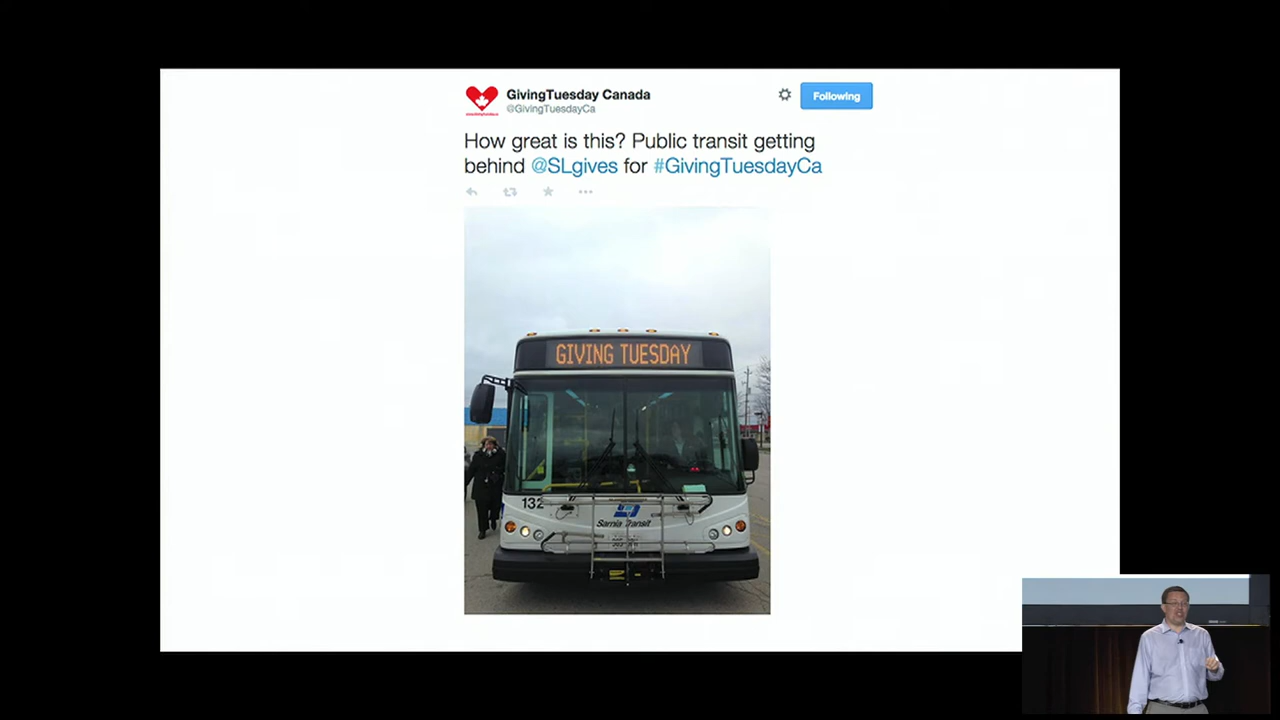 GivingTuesday Canada
@GivingTuesdayCa
Following
How great is this? Public transit getting
behind @SLgives for #GivingTuesdayCa
GIVING TUESDAY
132
Sarnia Transit